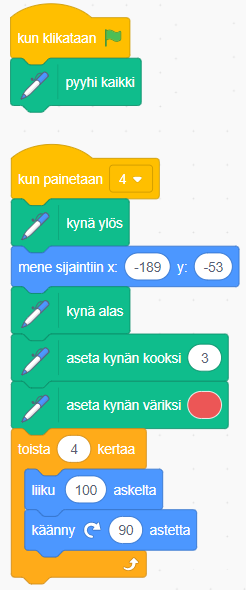 kun klikataan
pyyhi kaikki
kun painetaan 4
kynä ylös
mene sijaintiin x: -189 y: -53
kynä alas
aseta kynän kooksi 3
aseta kynän väriksi
toista 4 kertaa
liiku 100 askelta
käänny 90 astetta